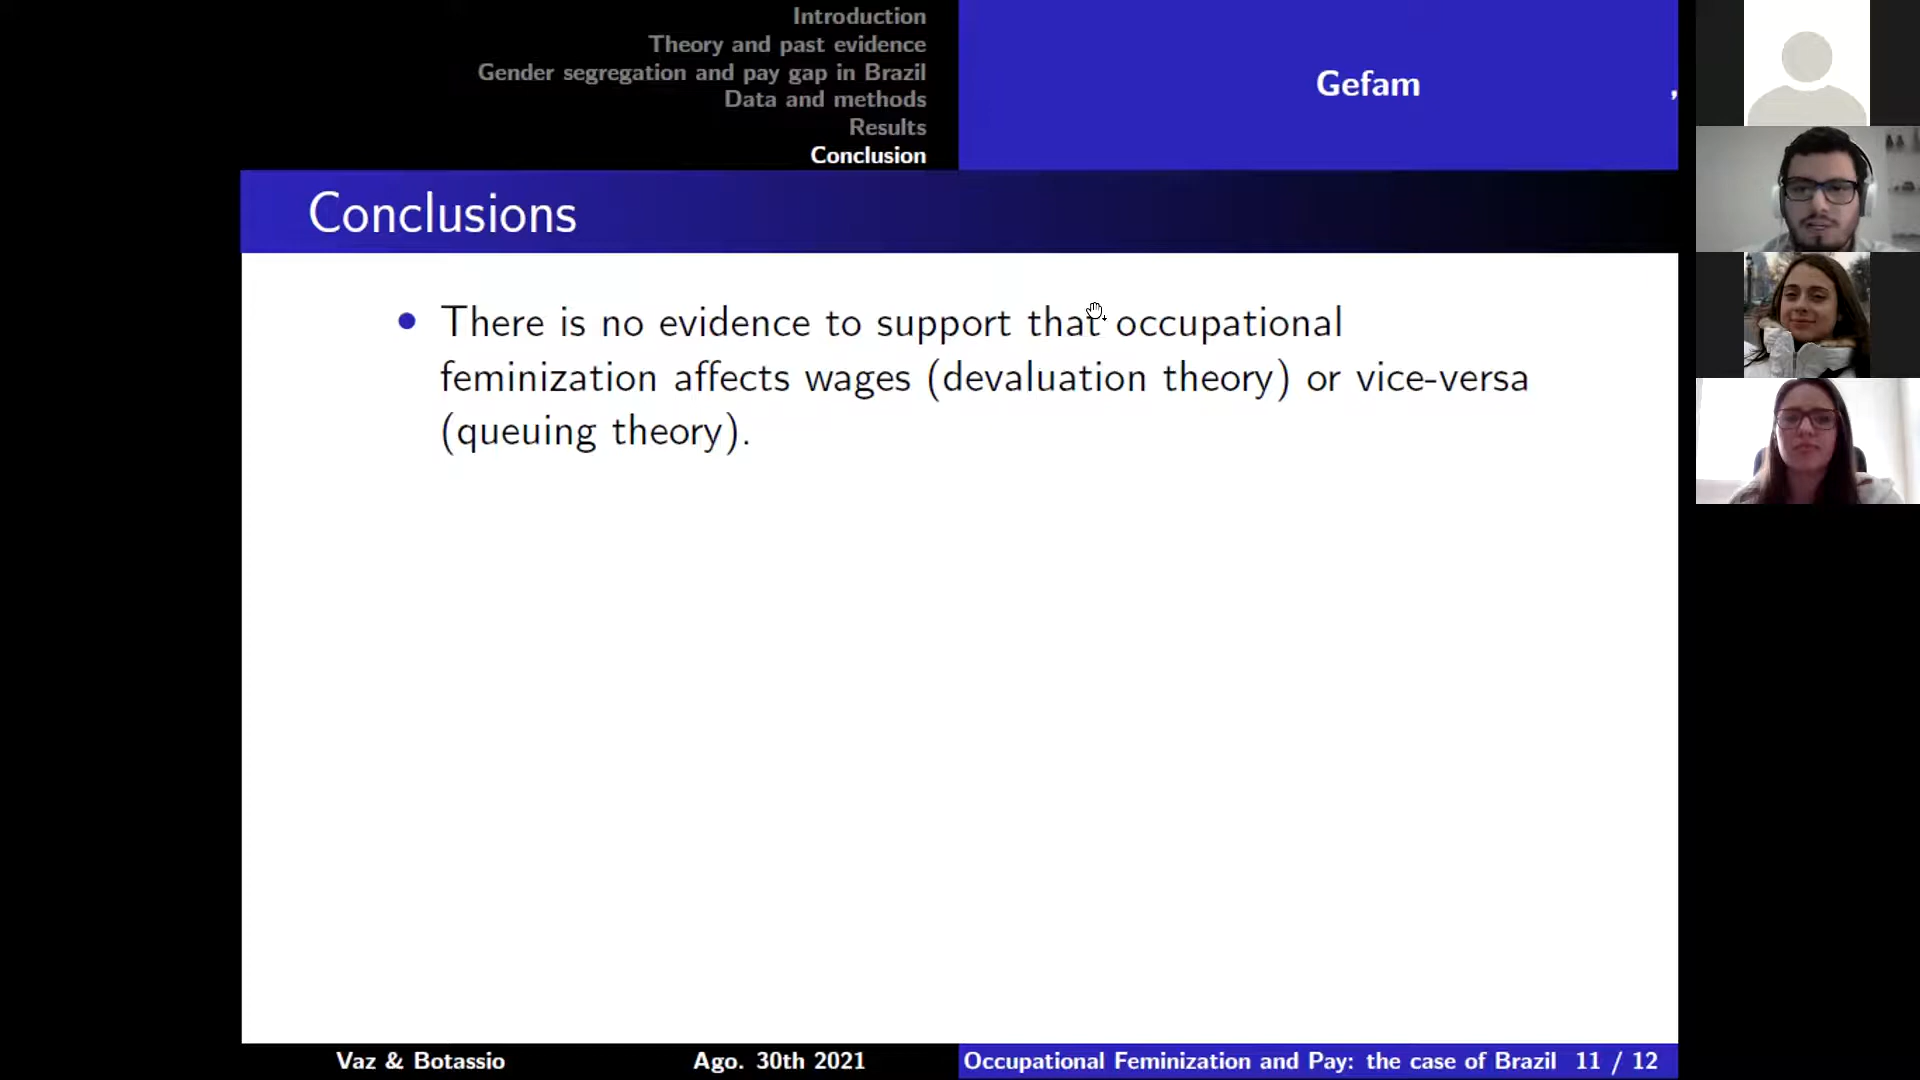 Introduction
Theory and past evidence
Gender segregation and pay gap in Brazil
Data and methods
Results
Conclusion
Gefam
,
Conclusions
• There is no evidence to support that occupational
feminization affects wages (devaluation theory) or vice-versa
(queuing theory).
Vaz & Botassio
Ago. 30th 2021
Occupational Feminization and Pay: the case of Brazil 11 / 12